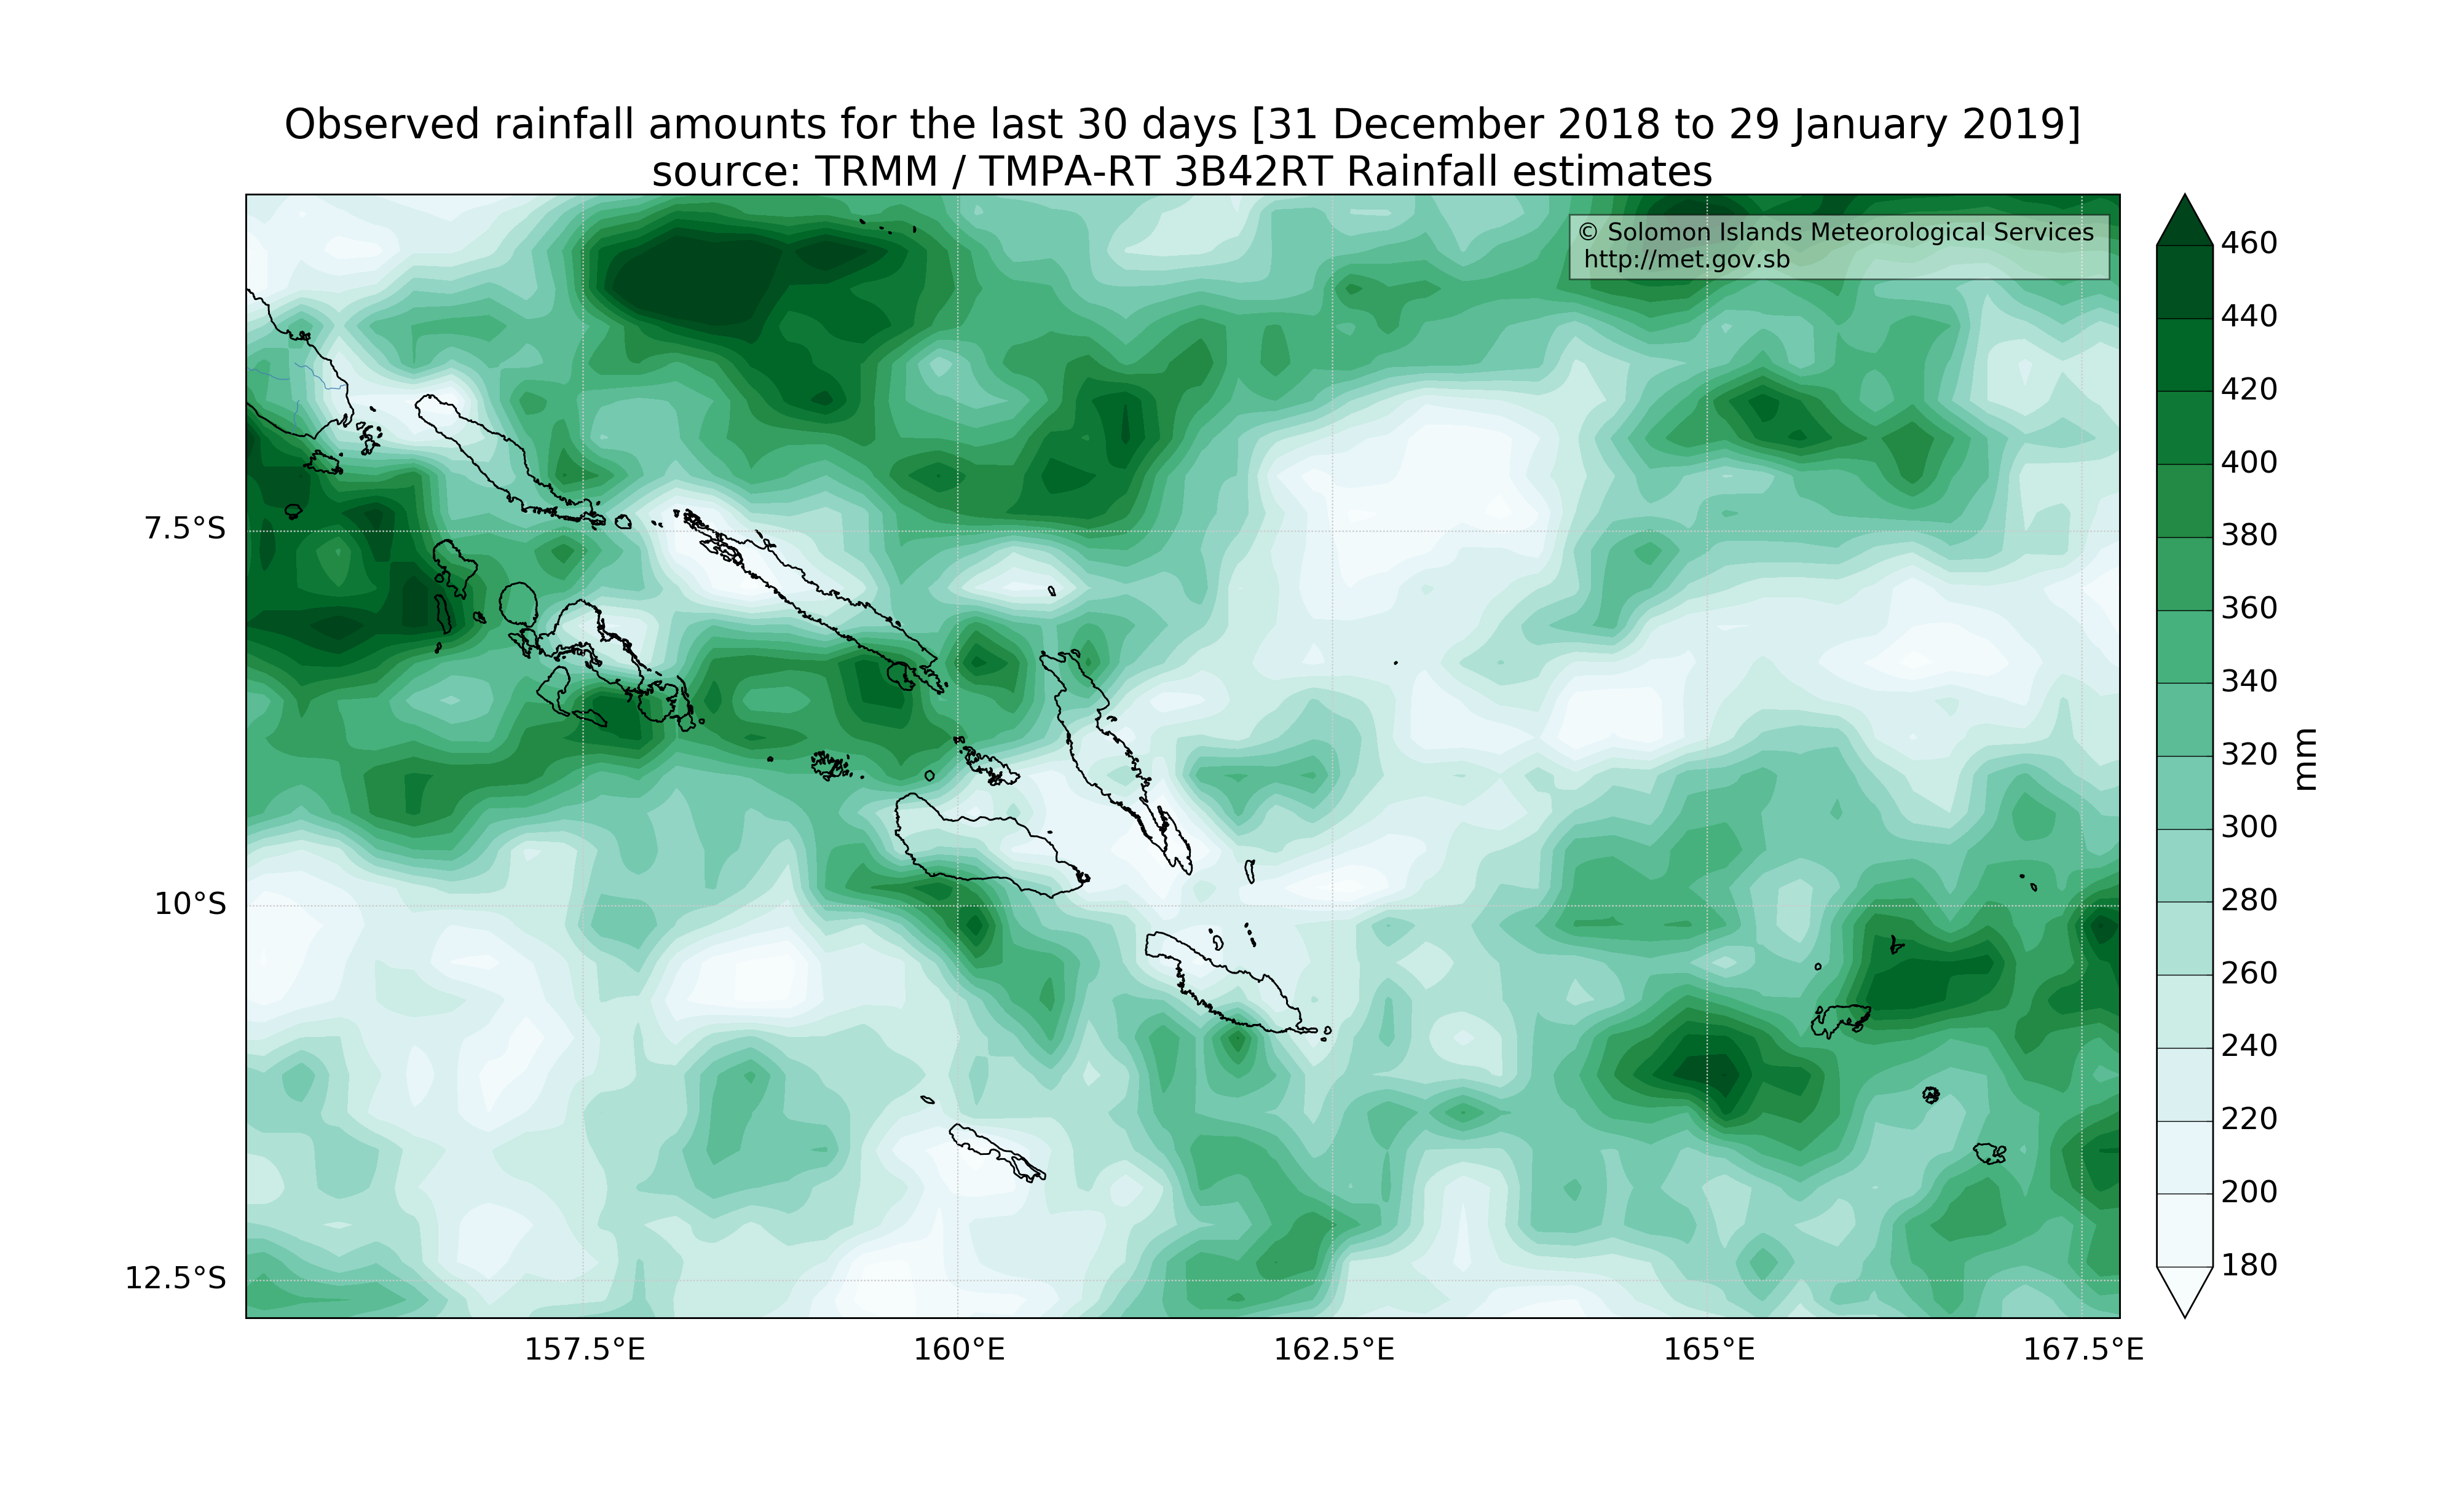 Observed rainfall amounts for the last 30 days [31 December 2018 to 29 January 2019]
source: TRMM / TMPA-RT 3B42RT Rainfall estimates
© Solomon Islands Meteorological Services
http://met.gov.sb
7.5°S
10°S
12.5°S
157.5°E
160°E
162.5°E
165°E
167.5°E
460
440
420
400
380
360
340
320
300
280
260
240
220
200
180
mm